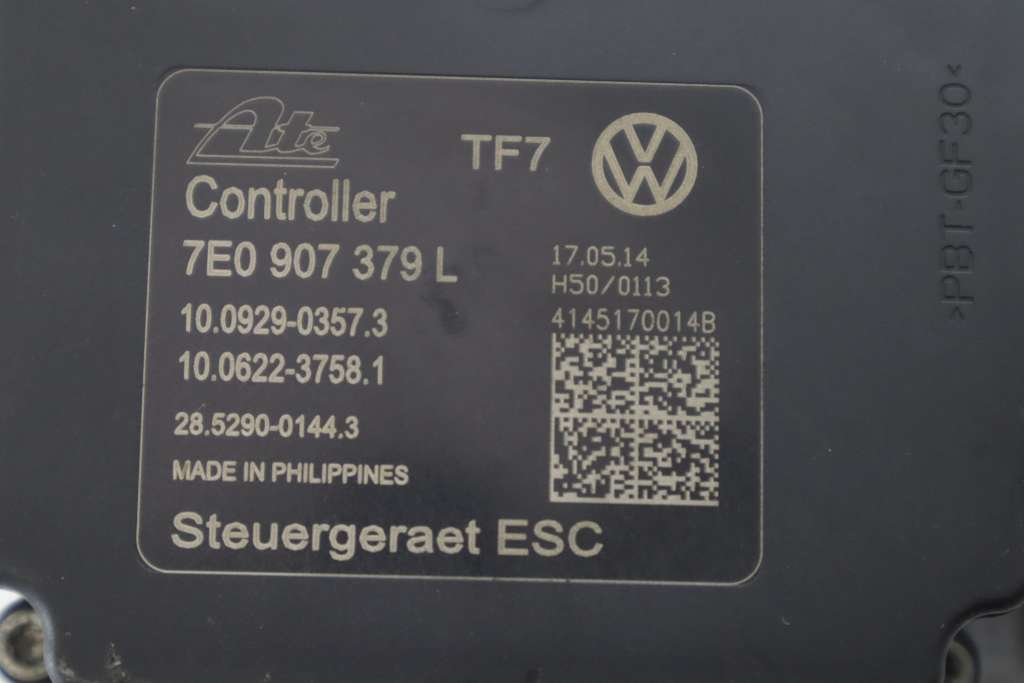 Ate
TF7
Controller
7E0 907 379 L
10.0929-0357.3
10.0622-3758.1
28.5290-0144.3
MADE IN PHILIPPINES
Steuergeraet ESC
17.05.14
H50/0113
4145170014B
>PBT-GF30<